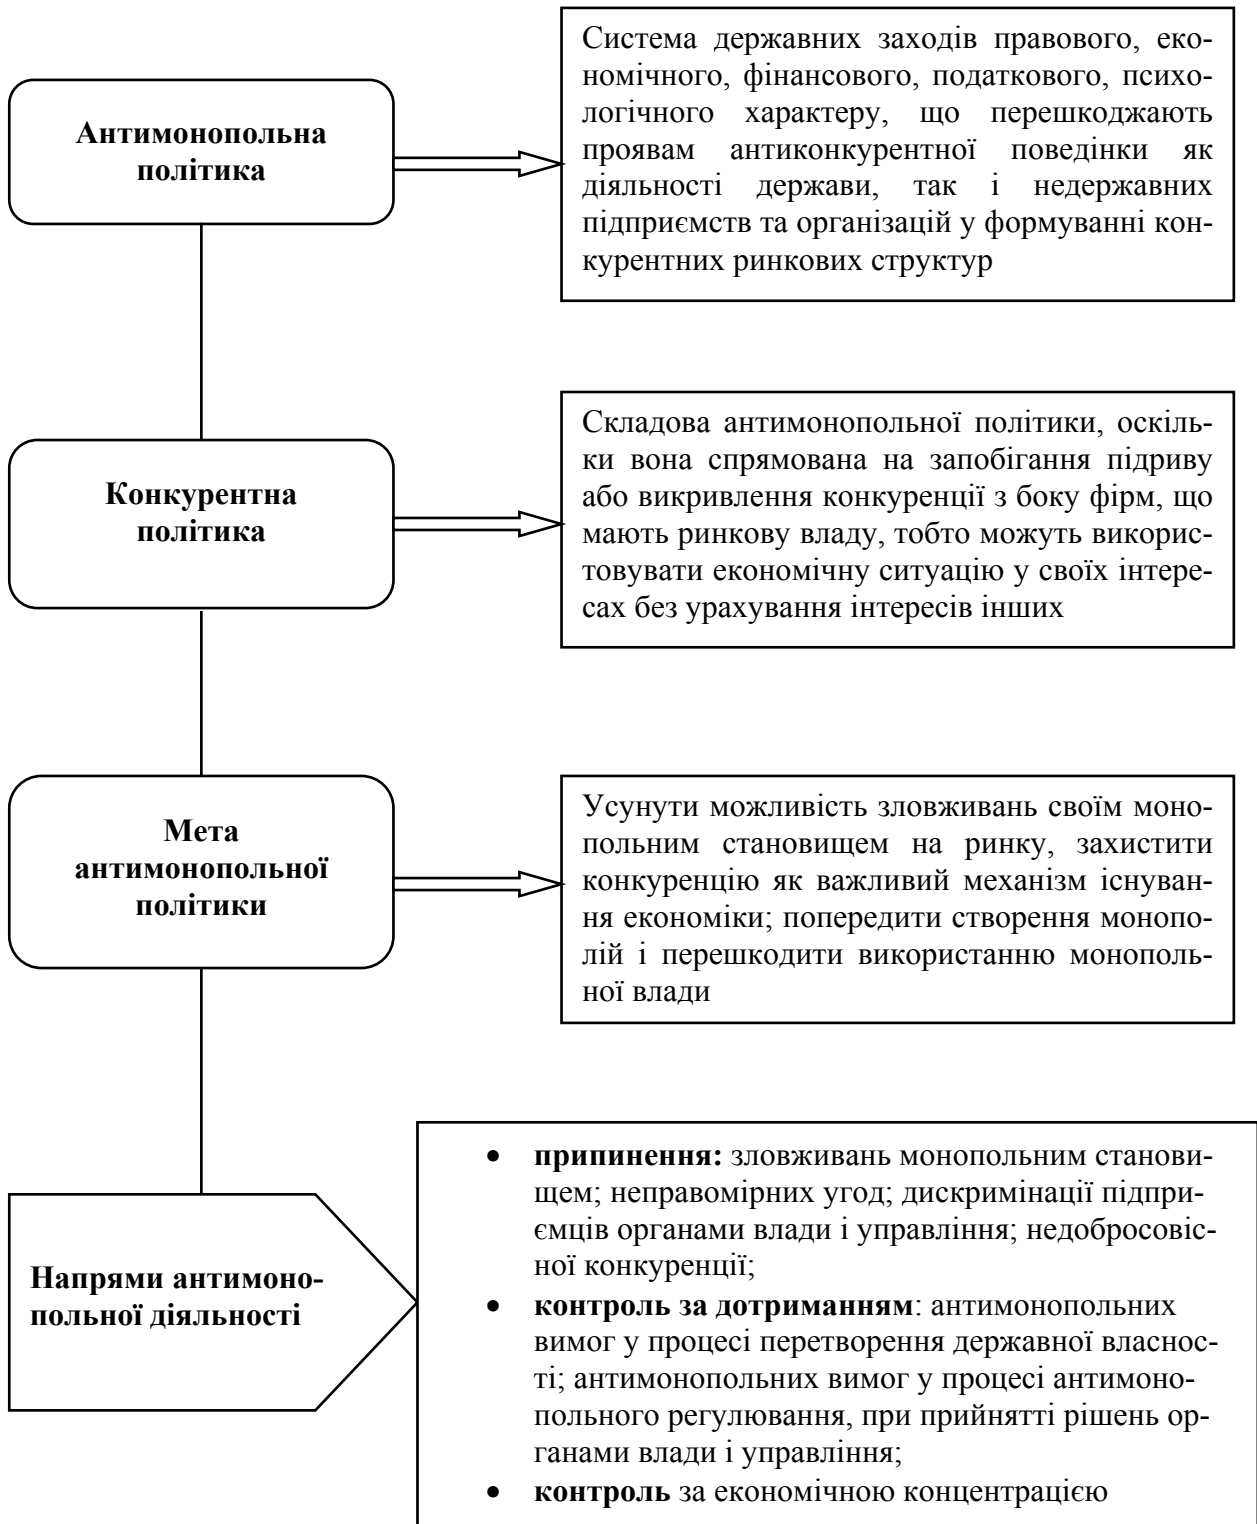 Антимонопольна
політика
Система державних заходів правового, еко-
номічного, фінансового, податкового, психо-
логічного характеру, що перешкоджають
проявам антиконкурентної поведінки як
діяльності держави, так і недержавних
підприємств та організацій у формуванні кон-
курентних ринкових структур
Конкурентна
політика
Складова антимонопольної політики, оскіль-
ки вона спрямована на запобігання підриву
або викривлення конкуренції з боку фірм, що
мають ринкову владу, тобто можуть викорис-
товувати економічну ситуацію у своїх інтере-
сах без урахування інтересів інших
Мета
антимонопольної
політики
Усунути можливість зловживань своїм моно-
польним становищем на ринку, захистити
конкуренцію як важливий механізм існуван-
ня економіки; попередити створення монопо-
лій і перешкодити використанню монополь-
ної влади
Напрями антимоно-
польної діяльності
• припинення: зловживань монопольним станови-
щем; неправомірних угод; дискримінації підпри-
ємців органами влади і управління; недобросовіс-
ної конкуренції;
• контроль за дотриманням: антимонопольних
вимог у процесі перетворення державної власнос-
ті; антимонопольних вимог у процесі антимоно-
польного регулювання, при прийнятті рішень ор-
ганами влади і управління;
• контроль за економічною концентрацією